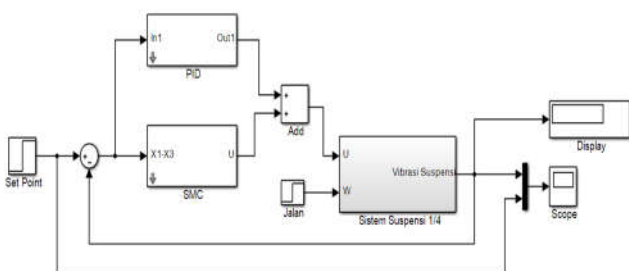 In1
Out1
PID
+
+
Add
X1-X3
U
SMC
Set Point
+
-
U
W
Vibrasi Suspensi
Sistem Suspensi 1/4
Jalan
Display
Scope